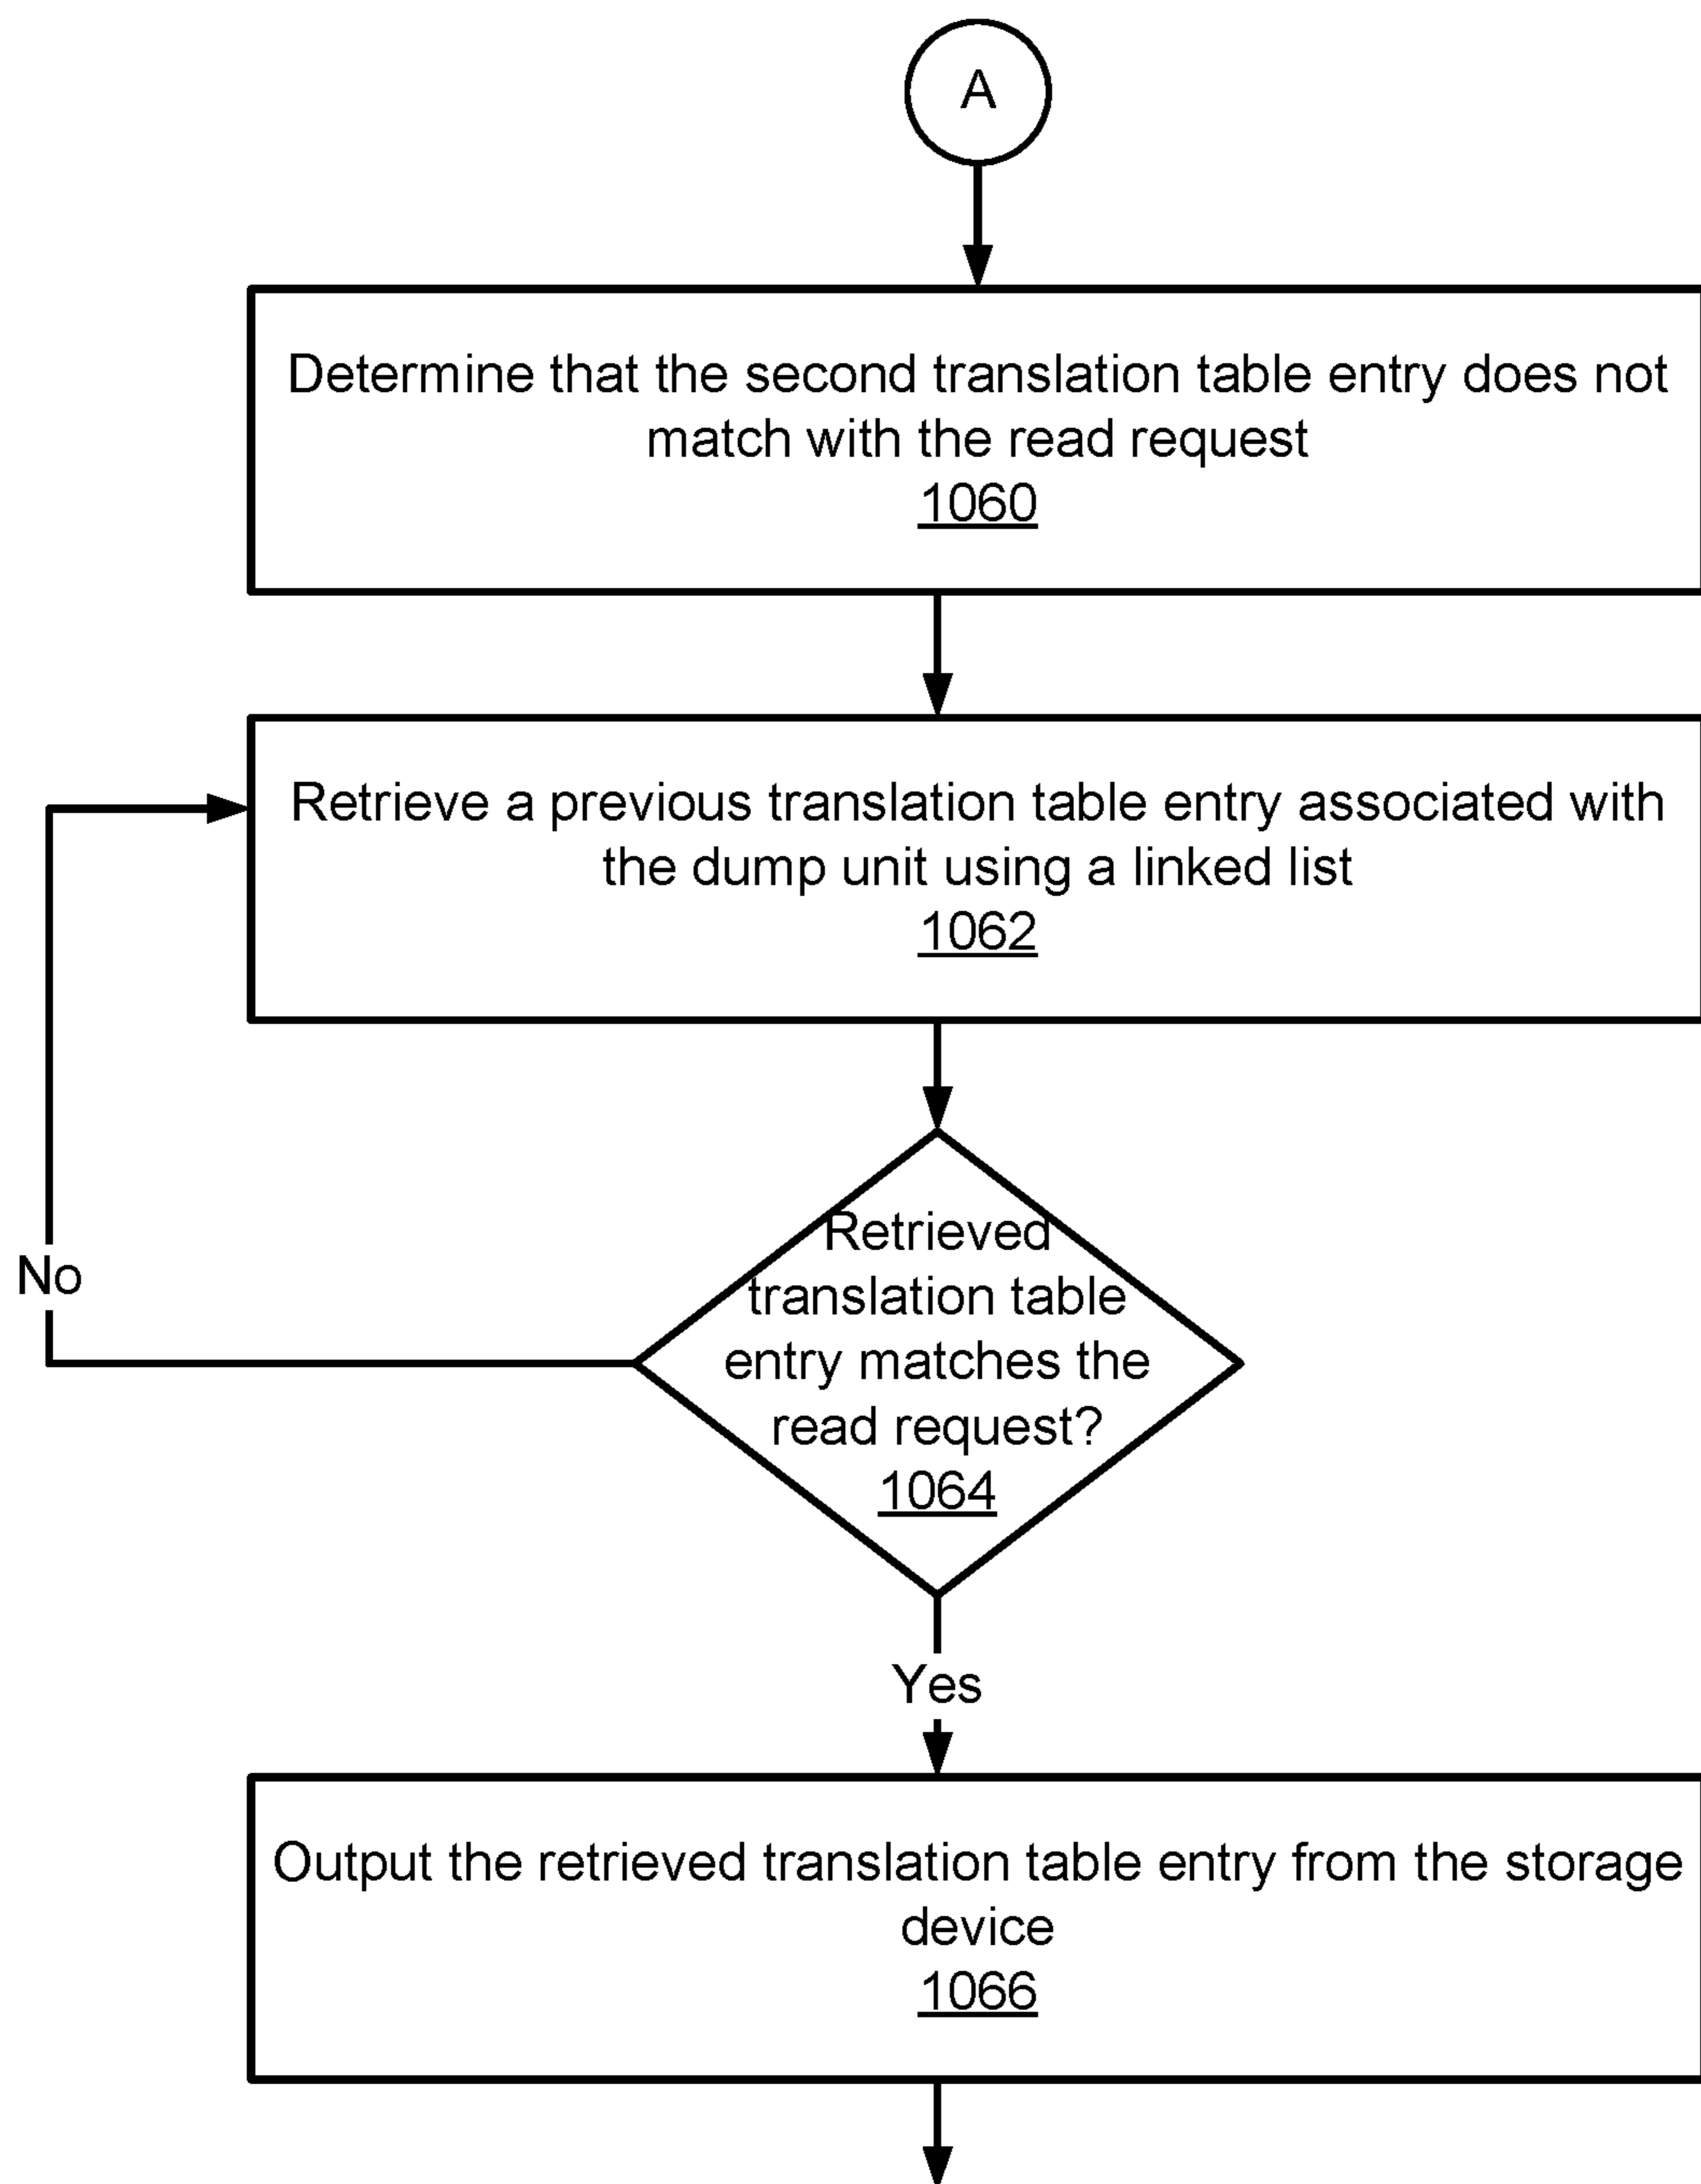 A
Determine that the second translation table entry does not
match with the read request
1060
Retrieve a previous translation table entry associated with
the dump unit using a linked list
1062
Retrieved
translation table
entry matches the
read request?
1064
No
Yes
Output the retrieved translation table entry from the storage
device
1066